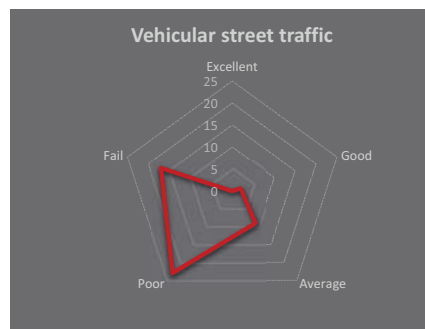 Vehicular street traffic
Excellent
25
20
15
10
5
0
Fail
Good
Poor
Average